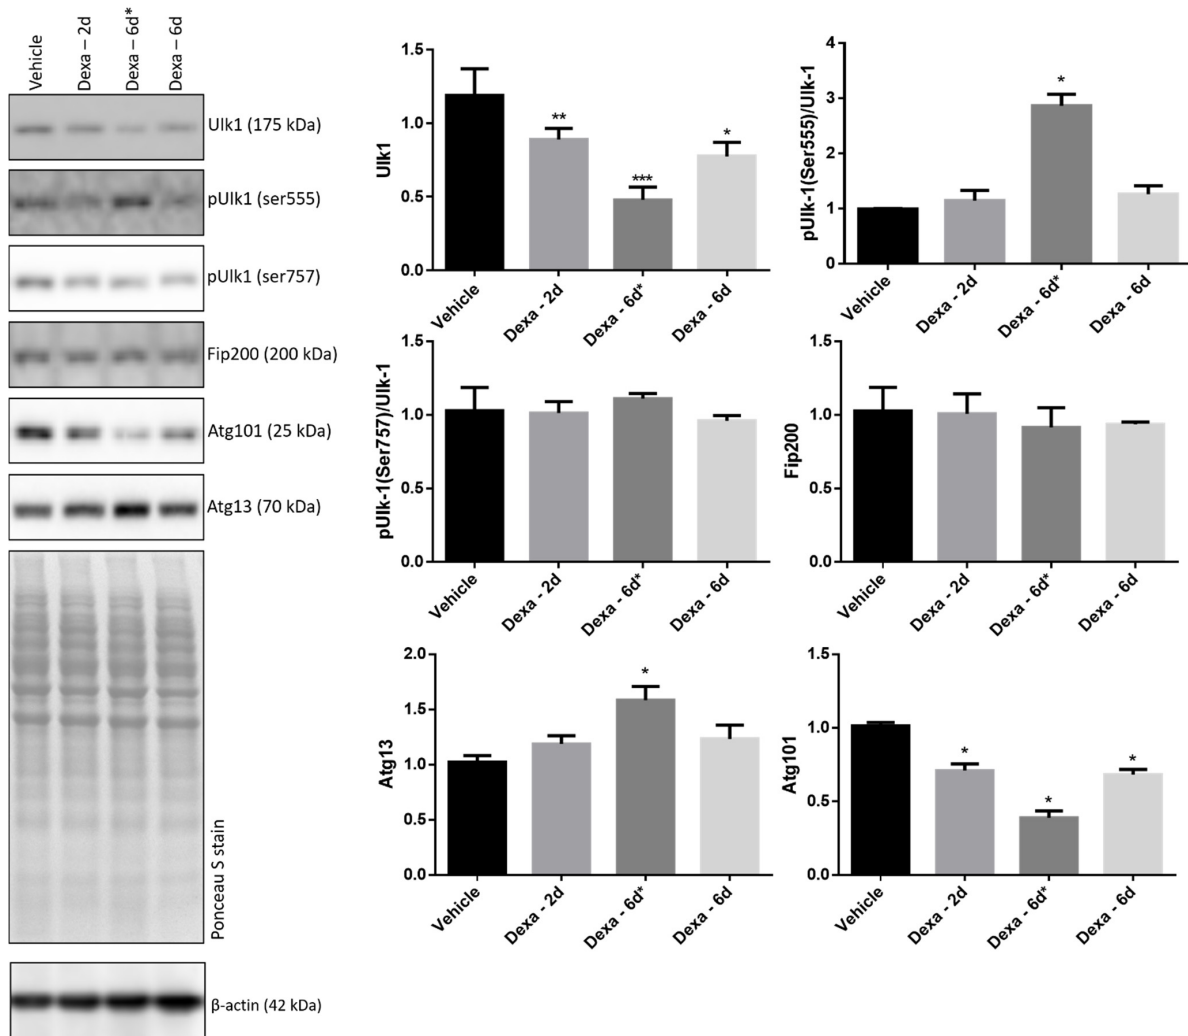 Vehicle
Dexa – 2d
Dexa – 6d*
Dexa – 6d
Ulk1 (175 kDa)
pUlk1 (ser555)
pUlk1 (ser757)
Fip200 (200 kDa)
Atg101 (25 kDa)
Atg13 (70 kDa)
Ponceau S stain
β-actin (42 kDa)
Ulk1
1.5
1.0
0.5
0.0
**
***
*
Vehicle
Dexa - 2d
Dexa - 6d*
Dexa - 6d
pUlk-1(Ser555)/Ulk-1
4
3
2
1
0
*
Vehicle
Dexa - 2d
Dexa - 6d*
Dexa - 6d
pUlk-1(Ser757)/Ulk-1
1.5
1.0
0.5
0.0
Vehicle
Dexa - 2d
Dexa - 6d*
Dexa - 6d
Fip200
1.5
1.0
0.5
0.0
Vehicle
Dexa - 2d
Dexa - 6d*
Dexa - 6d
Atg13
2.0
1.5
1.0
0.5
0.0
*
Vehicle
Dexa - 2d
Dexa - 6d*
Dexa - 6d
Atg101
1.5
1.0
0.5
0.0
*
*
*
Vehicle
Dexa - 2d
Dexa - 6d*
Dexa - 6d